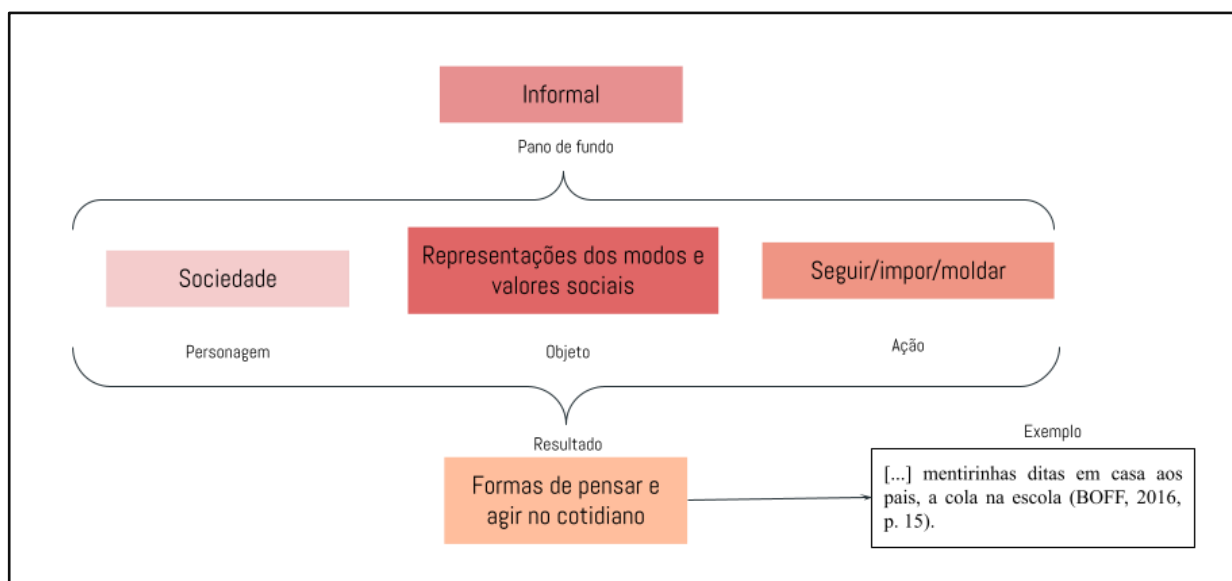 Informal
Pano de fundo
Sociedade
Representações dos modos e
valores sociais
Seguir/impor/moldar
Personagem
Objeto
Ação
Resultado
Formas de pensar e
agir no cotidiano
Exemplo
[...] mentirinhas ditas em casa aos
pais, a cola na escola (BOFF, 2016,
p. 15).